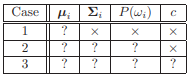 Case μᵢ Σᵢ P(ωᵢ) c
1 ? × × ×
2 ? ? ? ×
3 ? ? ? ?